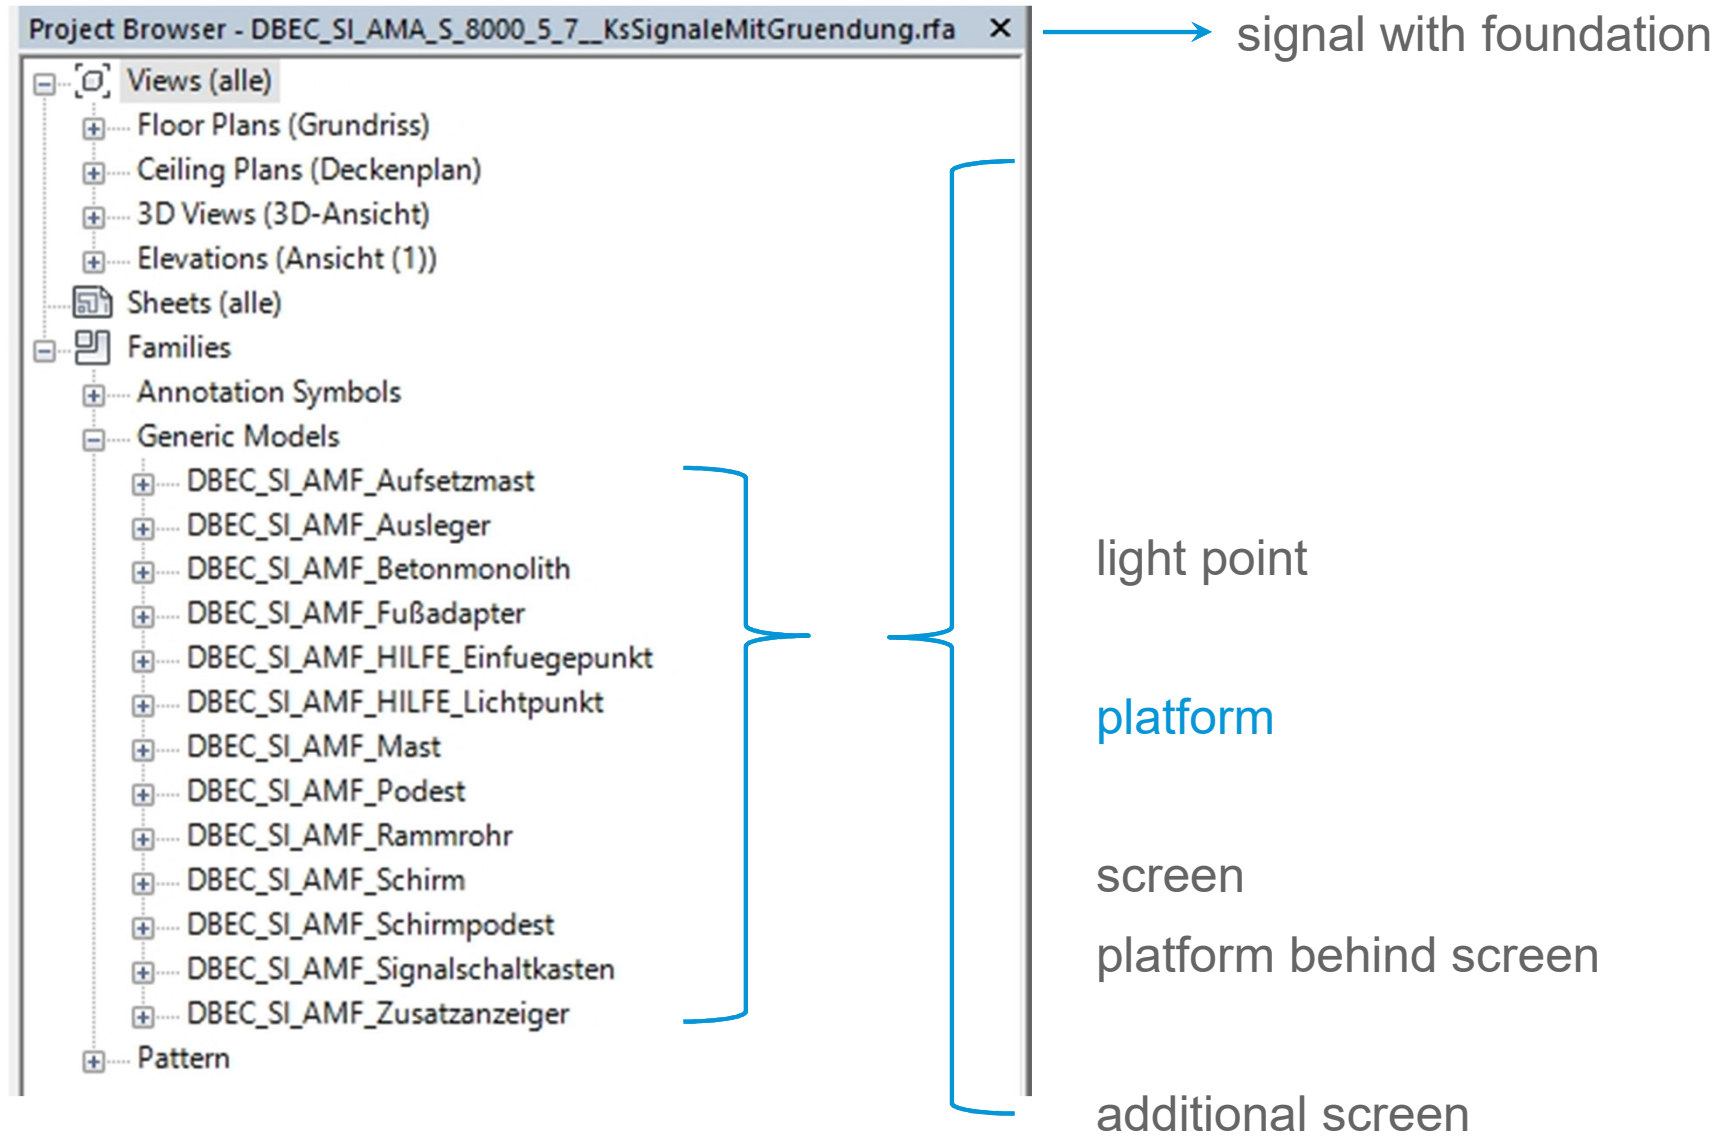 Project Browser - DBEC_SI_AMA_S_8000_5_7__KsSignaleMitGruendung.rfa
signal with foundation
Views (alle)
Floor Plans (Grundriss)
Ceiling Plans (Deckenplan)
3D Views (3D-Ansicht)
Elevations (Ansicht (1))
Sheets (alle)
Families
Annotation Symbols
Generic Models
DBEC_SI_AMF_Aufsetzmast
DBEC_SI_AMF_Ausleger
DBEC_SI_AMF_Betonmonolith
DBEC_SI_AMF_Fußadapter
DBEC_SI_AMF_HILFE_Einfuegepunkt
DBEC_SI_AMF_HILFE_Lichtpunkt
DBEC_SI_AMF_Mast
DBEC_SI_AMF_Podest
DBEC_SI_AMF_Rammrohr
DBEC_SI_AMF_Schirm
DBEC_SI_AMF_Schirmpodest
DBEC_SI_AMF_Signalschaltkasten
DBEC_SI_AMF_Zusatzanzeiger
Pattern
light point
platform
screen
platform behind screen
additional screen